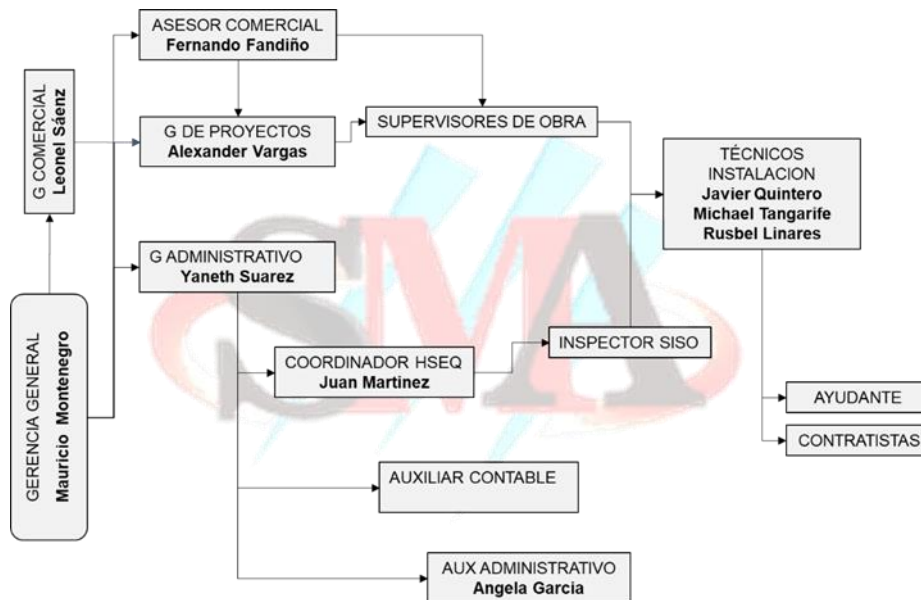 ASESOR COMERCIAL
Fernando Fandiño
G COMERCIAL
Leonel Sáenz
G DE PROYECTOS
Alexander Vargas
SUPERVISORES DE OBRA
TÉCNICOS
INSTALACION
Javier Quintero
Michael Tangarife
Rusbel Linares
G ADMINISTRATIVO
Yaneth Suarez
GERENCIA GENERAL
Mauricio Montenegro
COORDINADOR HSEQ
Juan Martinez
INSPECTOR SISO
AYUDANTE
CONTRATISTAS
AUXILIAR CONTABLE
AUX ADMINISTRATIVO
Angela Garcia
SMA